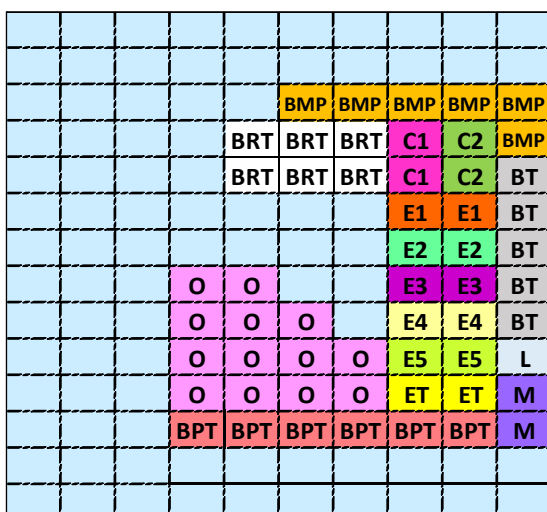 BMP BMP BMP BMP BMP
BRT BRT BRT C1 C2 BMP
BRT BRT BRT C1 C2 BT
E1 E1 BT
E2 E2 BT
O O E3 E3 BT
O O O E4 E4 BT
O O O O E5 E5 L
O O O O ET ET M
BPT BPT BPT BPT BPT BPT M